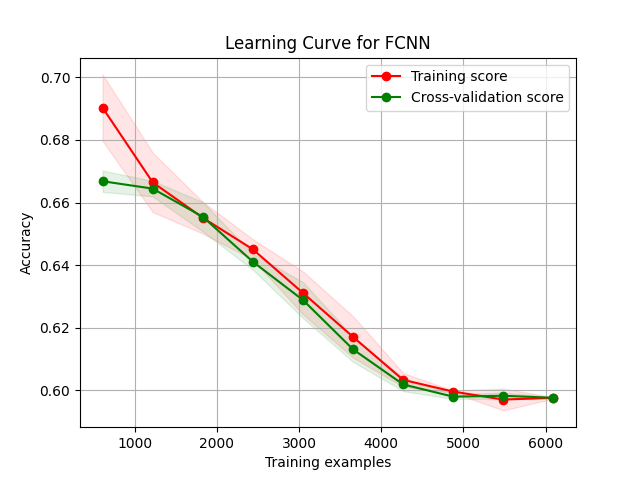 Learning Curve for FCNN
Training score
Cross-validation score
Accuracy
0.70
0.68
0.66
0.64
0.62
0.60
1000 2000 3000 4000 5000 6000
Training examples